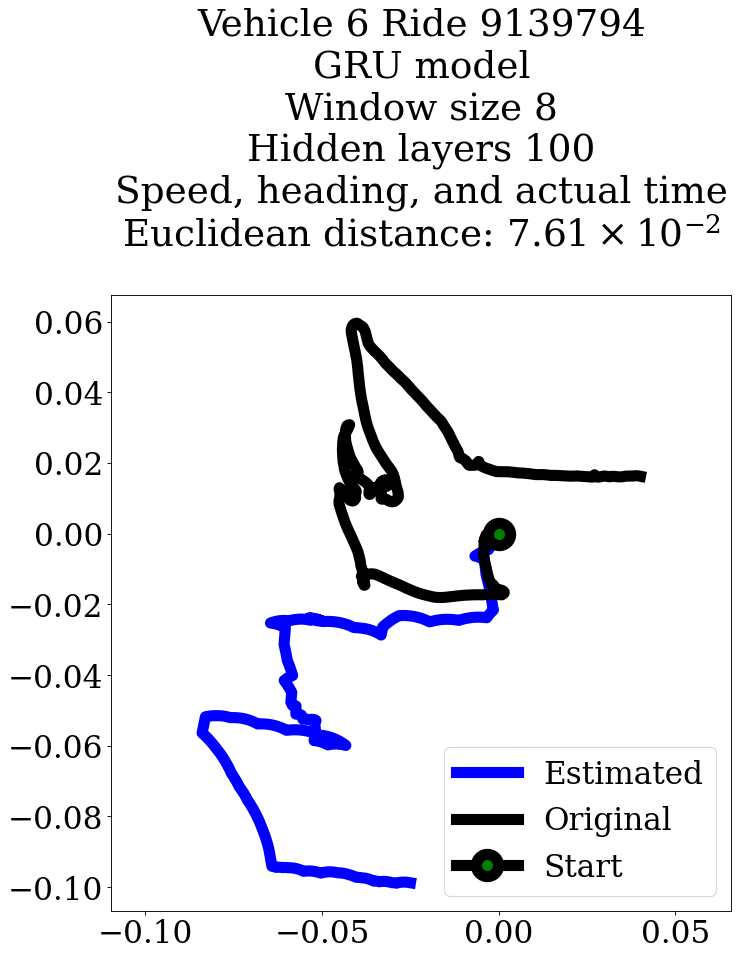 Vehicle 6 Ride 9139794
GRU model
Window size 8
Hidden layers 100
Speed, heading, and actual time
Euclidean distance: 7.61 × 10⁻²
0.06
0.04
0.02
0.00
−0.02
−0.04
−0.06
−0.08
−0.10
Estimated
Original
Start
−0.10
−0.05
0.00
0.05